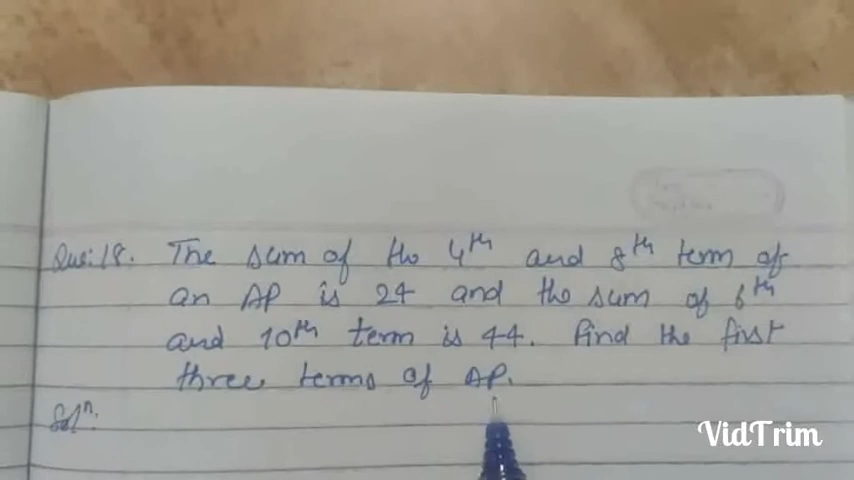 Que:18. The sum of the 4th and 8th term of
an AP is 24 and the sum of 6th
and 10th term is 44. Find the first
three terms of AP.
Solⁿ:
VidTrim